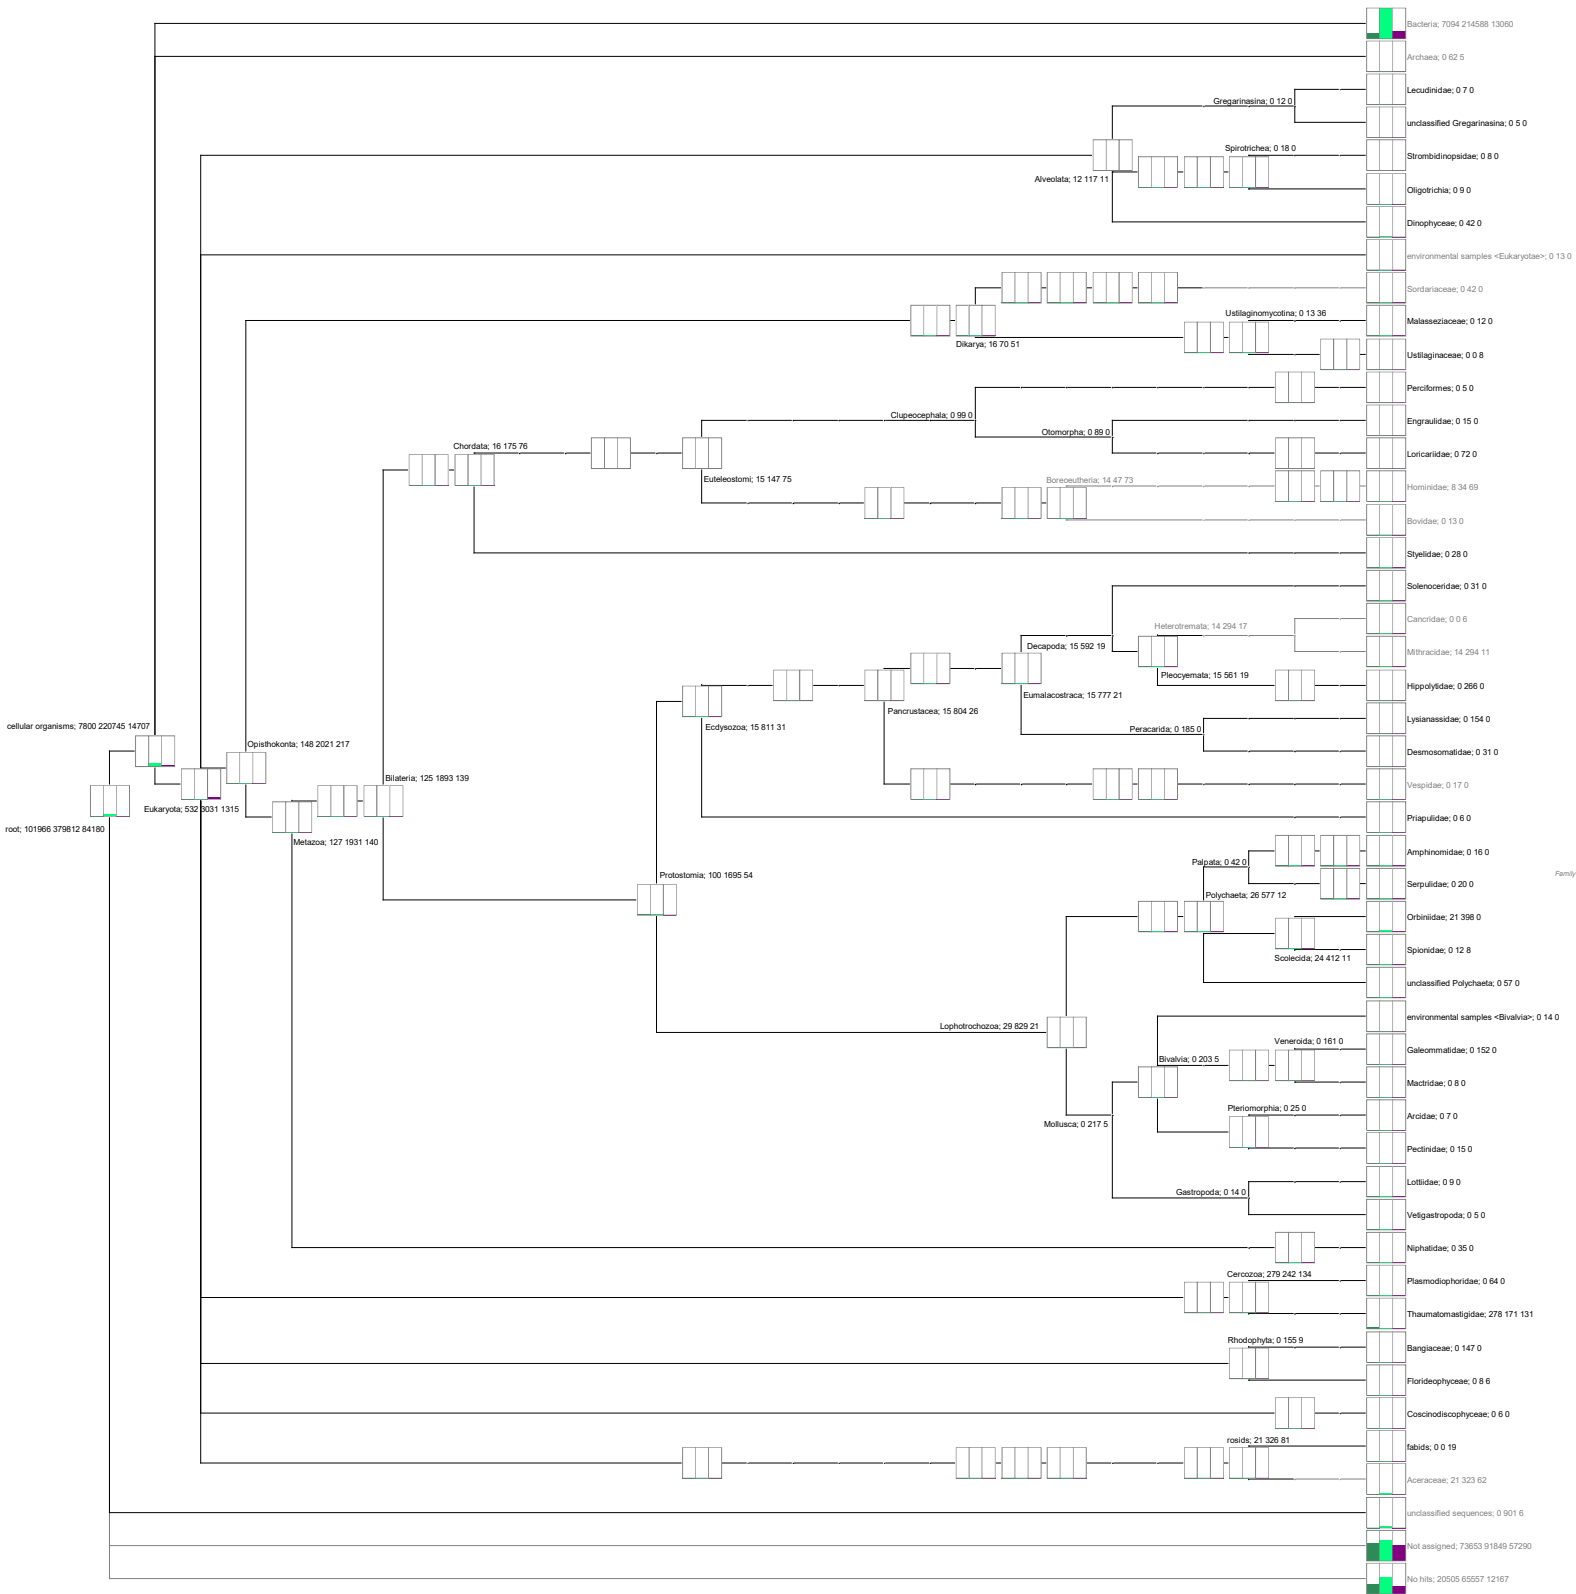 Bacteria; 7094 214588 13060
Archaea; 0 62 5
Lecudinidae; 0 7 0
Gregarinasina; 0 12 0
unclassified Gregarinasina; 0 5 0
Spirotrichea; 0 18 0
Strombidinopsidae; 0 8 0
Alveolata; 12 117 11
Oligotrichia; 0 9 0
Dinophyceae; 0 42 0
environmental samples <Eukaryotae>; 0 13 0
Sordariaceae; 0 42 0
Ustilaginomycotina; 0 13 36
Malasseziaceae; 0 12 0
Dikarya; 16 70 51
Ustilaginaceae; 0 0 8
Perciformes; 0 5 0
Clupeocephala; 0 99 0
Engraulidae; 0 15 0
Otomorpha; 0 89 0
Chordata; 16 175 76
Loricariidae; 0 72 0
Euteleostomi; 15 147 75
Boreoeutheria; 14 47 73
Hominidae; 8 34 69
Bovidae; 0 13 0
Styelidae; 0 28 0
Solenoceridae; 0 31 0
Cancridae; 0 0 6
Heterotremata; 14 294 17
Decapoda; 15 592 19
Mithracidae; 14 294 11
Pleocyemata; 15 561 19
Hippolytidae; 0 266 0
Eumalacostraca; 15 777 21
Pancrustacea; 15 804 26
Lysianassidae; 0 154 0
Ecdysozoa; 15 811 31
Peracarida; 0 185 0
cellular organisms; 7800 220745 14707
Opisthokonta; 148 2021 217
Desmosomatidae; 0 31 0
Bilateria; 125 1893 139
Vespidae; 0 17 0
Eukaryota; 532 3031 1315
Priapulidae; 0 6 0
root; 101966 379812 84180
Metazoa; 127 1931 140
Amphinomidae; 0 16 0
Palpata; 0 42 0
Family
Protostomia; 100 1695 54
Serpulidae; 0 20 0
Polychaeta; 26 577 12
Orbiniidae; 21 398 0
Spionidae; 0 12 8
Scolecida; 24 412 11
unclassified Polychaeta; 0 57 0
environmental samples <Bivalvia>; 0 14 0
Lophotrochozoa; 29 829 21
Veneroida; 0 161 0
Galeommatidae; 0 152 0
Bivalvia; 0 203 5
Mactridae; 0 8 0
Pteriomorphia; 0 25 0
Arcidae; 0 7 0
Mollusca; 0 217 5
Pectinidae; 0 15 0
Lottiidae; 0 9 0
Gastropoda; 0 14 0
Vetigastropoda; 0 5 0
Niphatidae; 0 35 0
Cercozoa; 279 242 134
Plasmodiophoridae; 0 64 0
Thaumatomastigidae; 278 171 131
Rhodophyta; 0 155 9
Bangiaceae; 0 147 0
Florideophyceae; 0 8 6
Coscinodiscophyceae; 0 6 0
rosids; 21 326 81
fabids; 0 0 19
Aceraceae; 21 323 62
unclassified sequences; 0 901 6
Not assigned; 73653 91849 57290
No hits; 20505 65557 12167